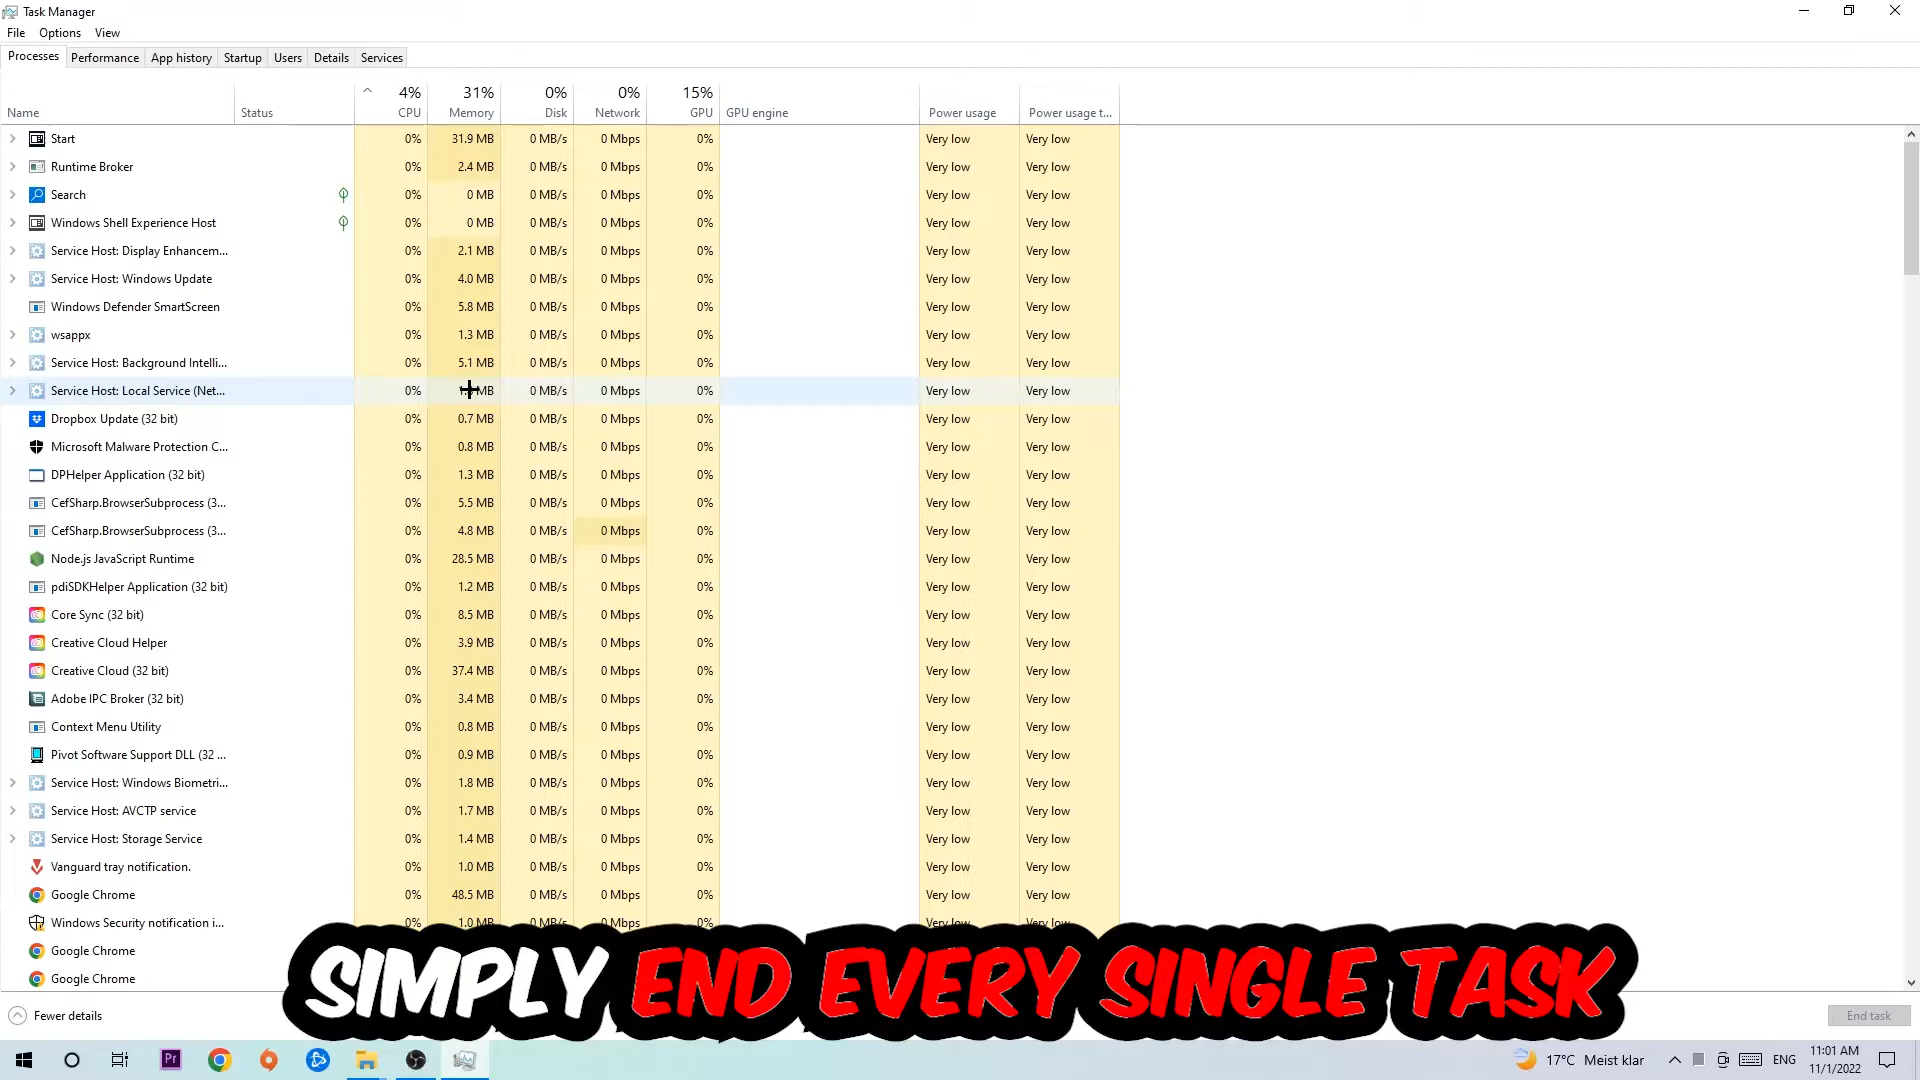 Task Manager
File Options View
Processes Performance App history Startup Users Details Services
4% 31% 0% 0% 15%
Name Status CPU Memory Disk Network GPU GPU engine Power usage Power usage t...
Start 0% 31.9 MB 0 MB/s 0 Mbps 0% Very low Very low
Runtime Broker 0% 2.4 MB 0 MB/s 0 Mbps 0% Very low Very low
Search 0% 0 MB 0 MB/s 0 Mbps 0% Very low Very low
Windows Shell Experience Host 0% 0 MB 0 MB/s 0 Mbps 0% Very low Very low
Service Host: Display Enhancem... 0% 2.1 MB 0 MB/s 0 Mbps 0% Very low Very low
Service Host: Windows Update 0% 4.0 MB 0 MB/s 0 Mbps 0% Very low Very low
Windows Defender SmartScreen 0% 5.8 MB 0 MB/s 0 Mbps 0% Very low Very low
wsappx 0% 1.3 MB 0 MB/s 0 Mbps 0% Very low Very low
Service Host: Background Intelli... 0% 5.1 MB 0 MB/s 0 Mbps 0% Very low Very low
Service Host: Local Service (Net... 0% MB 0 MB/s 0 Mbps 0% Very low Very low
Dropbox Update (32 bit) 0% 0.7 MB 0 MB/s 0 Mbps 0% Very low Very low
Microsoft Malware Protection C... 0% 0.8 MB 0 MB/s 0 Mbps 0% Very low Very low
DPHelper Application (32 bit) 0% 1.3 MB 0 MB/s 0 Mbps 0% Very low Very low
CefSharp.BrowserSubprocess (3... 0% 5.5 MB 0 MB/s 0 Mbps 0% Very low Very low
CefSharp.BrowserSubprocess (3... 0% 4.8 MB 0 MB/s 0 Mbps 0% Very low Very low
Node.js JavaScript Runtime 0% 28.5 MB 0 MB/s 0 Mbps 0% Very low Very low
pdiSDKHelper Application (32 bit) 0% 1.2 MB 0 MB/s 0 Mbps 0% Very low Very low
Core Sync (32 bit) 0% 8.5 MB 0 MB/s 0 Mbps 0% Very low Very low
Creative Cloud Helper 0% 3.9 MB 0 MB/s 0 Mbps 0% Very low Very low
Creative Cloud (32 bit) 0% 37.4 MB 0 MB/s 0 Mbps 0% Very low Very low
Adobe IPC Broker (32 bit) 0% 3.4 MB 0 MB/s 0 Mbps 0% Very low Very low
Context Menu Utility 0% 0.8 MB 0 MB/s 0 Mbps 0% Very low Very low
Pivot Software Support DLL (32 ... 0% 0.9 MB 0 MB/s 0 Mbps 0% Very low Very low
Service Host: Windows Biometri... 0% 1.8 MB 0 MB/s 0 Mbps 0% Very low Very low
Service Host: AVCTP service 0% 1.7 MB 0 MB/s 0 Mbps 0% Very low Very low
Service Host: Storage Service 0% 1.4 MB 0 MB/s 0 Mbps 0% Very low Very low
Vanguard tray notification. 0% 1.0 MB 0 MB/s 0 Mbps 0% Very low Very low
Google Chrome 0% 48.5 MB 0 MB/s 0 Mbps 0% Very low Very low
Windows Security notification i... 0% 1.0 MB 0 MB/s 0 Mbps 0% Very low Very low
Google Chrome
Google Chrome
SIMPLY END EVERY SINGLE TASK
Fewer details End task
Pr 17°C Meist klar ENG 11:01 AM
11/1/2022